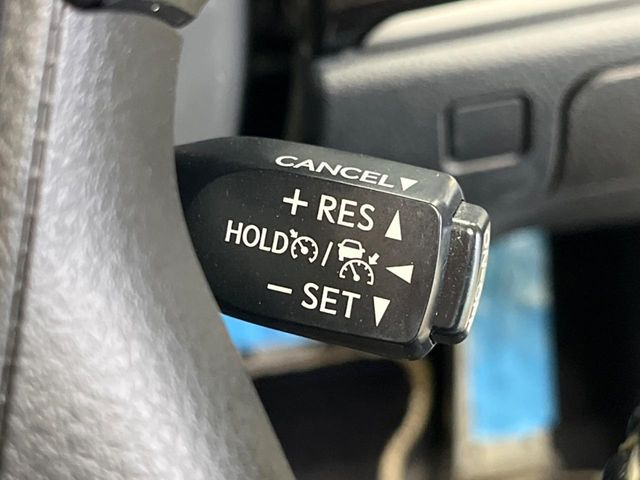 CANCEL▼
+ RES ▲
HOLD / ◀
– SET ▼